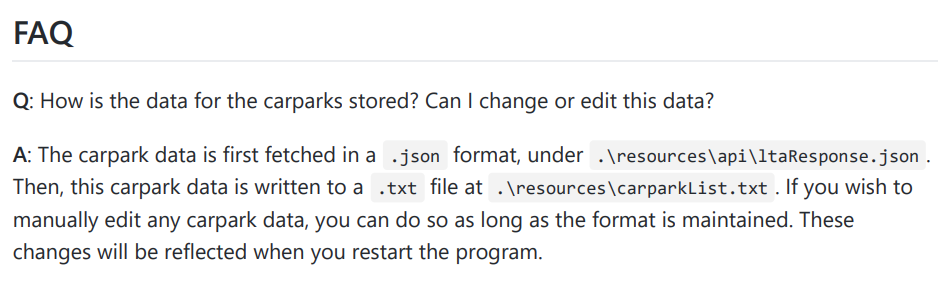 FAQ
Q: How is the data for the carparks stored? Can I change or edit this data?
A: The carpark data is first fetched in a .json format, under .\resources\api\ltaResponse.json.
Then, this carpark data is written to a .txt file at .\resources\carparkList.txt. If you wish to
manually edit any carpark data, you can do so as long as the format is maintained. These
changes will be reflected when you restart the program.